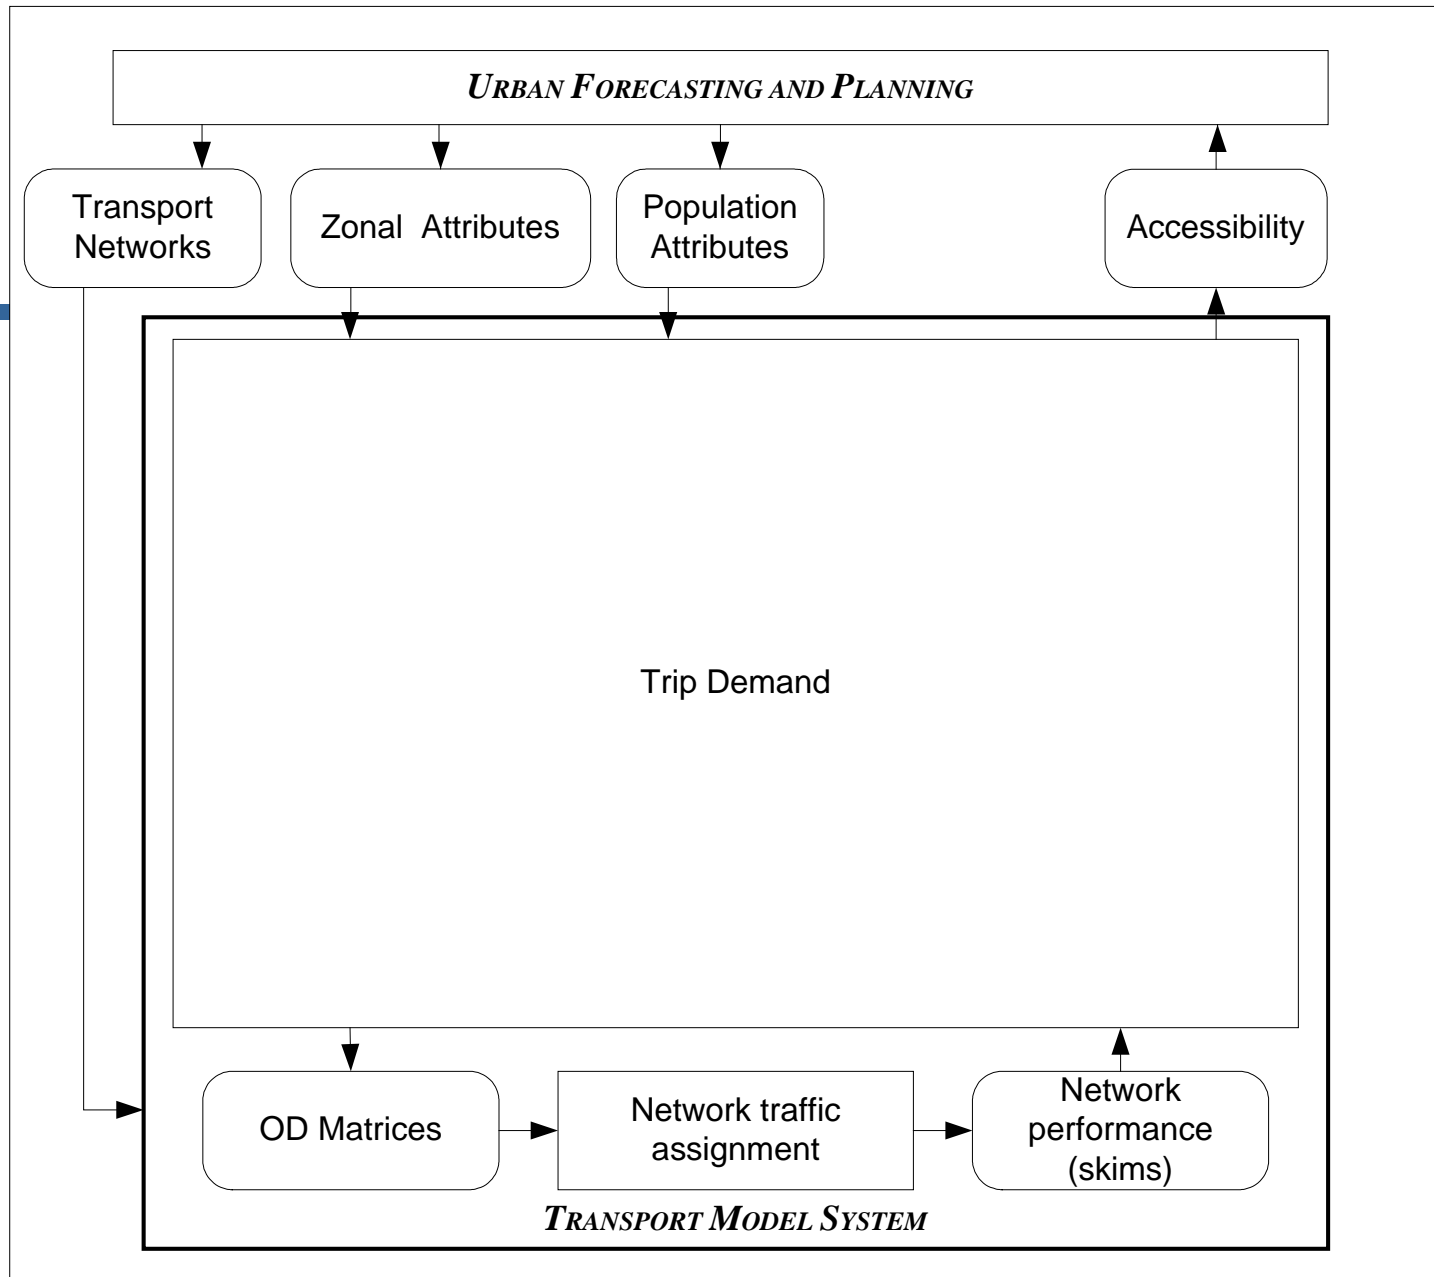 URBAN FORECASTING AND PLANNING
Transport
Networks
Zonal Attributes
Population
Attributes
Accessibility
Trip Demand
OD Matrices
Network traffic
assignment
Network
performance
(skims)
TRANSPORT MODEL SYSTEM